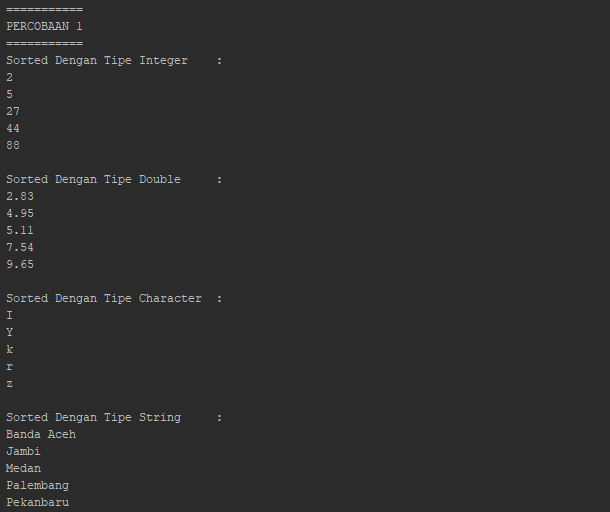 ===========
PERCOBAAN 1
===========
Sorted Dengan Tipe Integer    :
2
5
27
44
88

Sorted Dengan Tipe Double     :
2.83
4.95
5.11
7.54
9.65

Sorted Dengan Tipe Character  :
I
Y
k
r
z

Sorted Dengan Tipe String     :
Banda Aceh
Jambi
Medan
Palembang
Pekanbaru